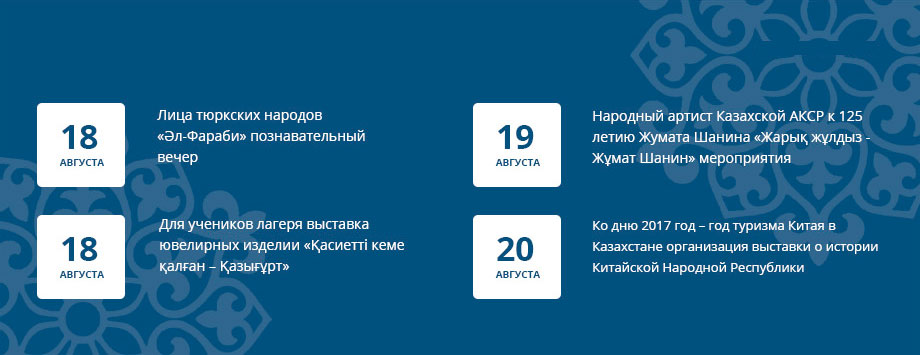 18
АВГУСТА
Лица тюркских народов
«Әл-Фараби» познавательный
вечер
18
АВГУСТА
Для учеников лагеря выставка
ювелирных изделии «Қасиетті кеме
қалған – Қазығұрт»
19
АВГУСТА
Народный артист Казахской АКСР к 125
летию Жумата Шанина «Жарық жұлдыз -
Жұмат Шанин» мероприятия
20
АВГУСТА
Ко дню 2017 год – год туризма Китая в
Казахстане организация выставки о истории
Китайской Народной Республики